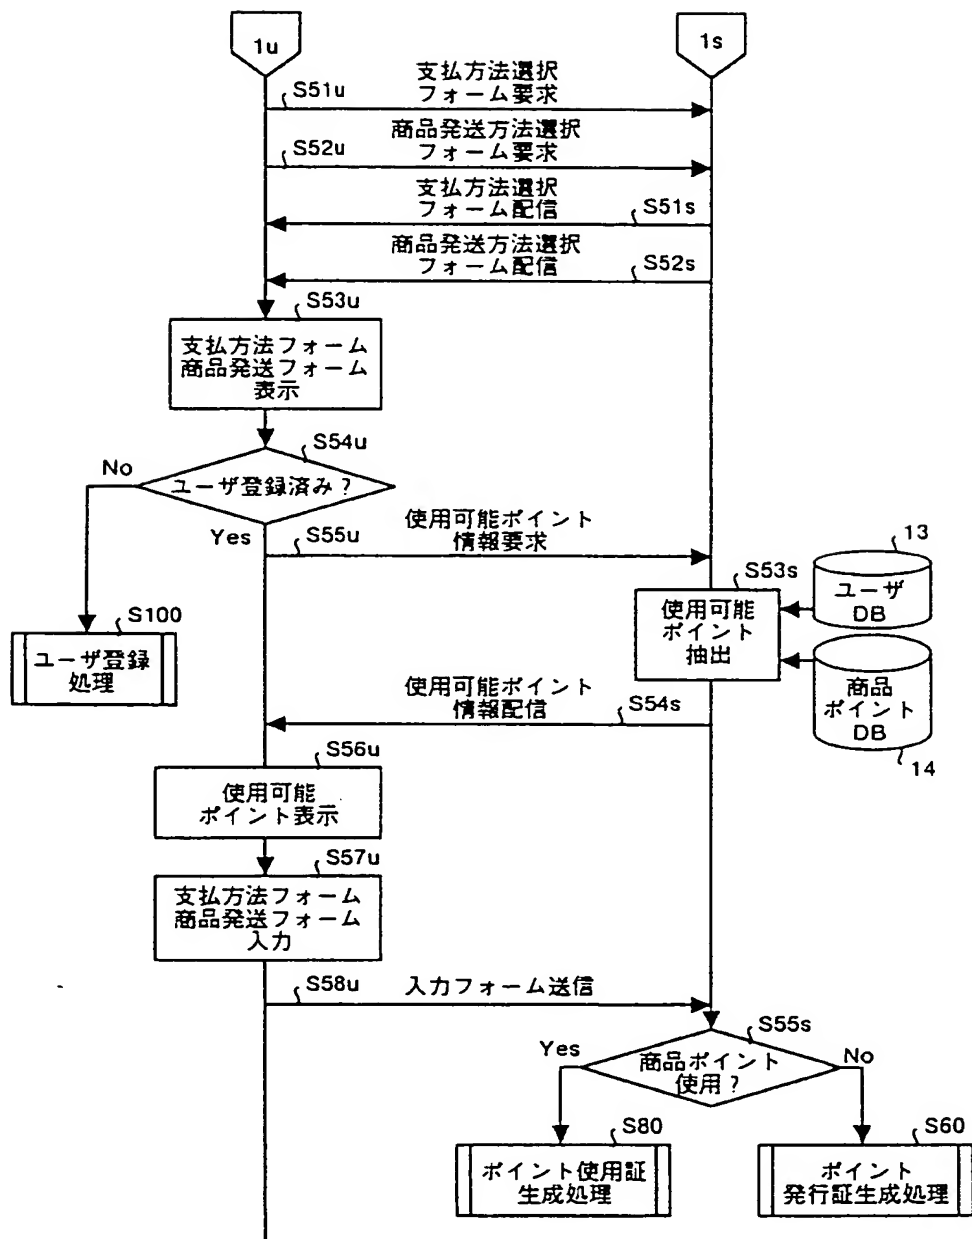 1u
1s
支払方法選択
フォーム要求
S51u
商品発送方法選択
フォーム要求
S52u
支払方法選択
フォーム配信
S51s
商品発送方法選択
フォーム配信
S52s
S53u
支払方法フォーム
商品発送フォーム
表示
S54u
No
ユーザ登録済み？
Yes
S55u
使用可能ポイント
情報要求
13
S53s
ユーザ
DB
使用可能
ポイント
抽出
S100
ユーザ登録
処理
商品
ポイント
DB
14
使用可能ポイント
情報配信
S54s
S56u
使用可能
ポイント表示
S57u
支払方法フォーム
商品発送フォーム
入力
S58u
入力フォーム送信
S55s
Yes
商品ポイント
使用？
No
S80
ポイント使用証
生成処理
S60
ポイント
発行証生成処理